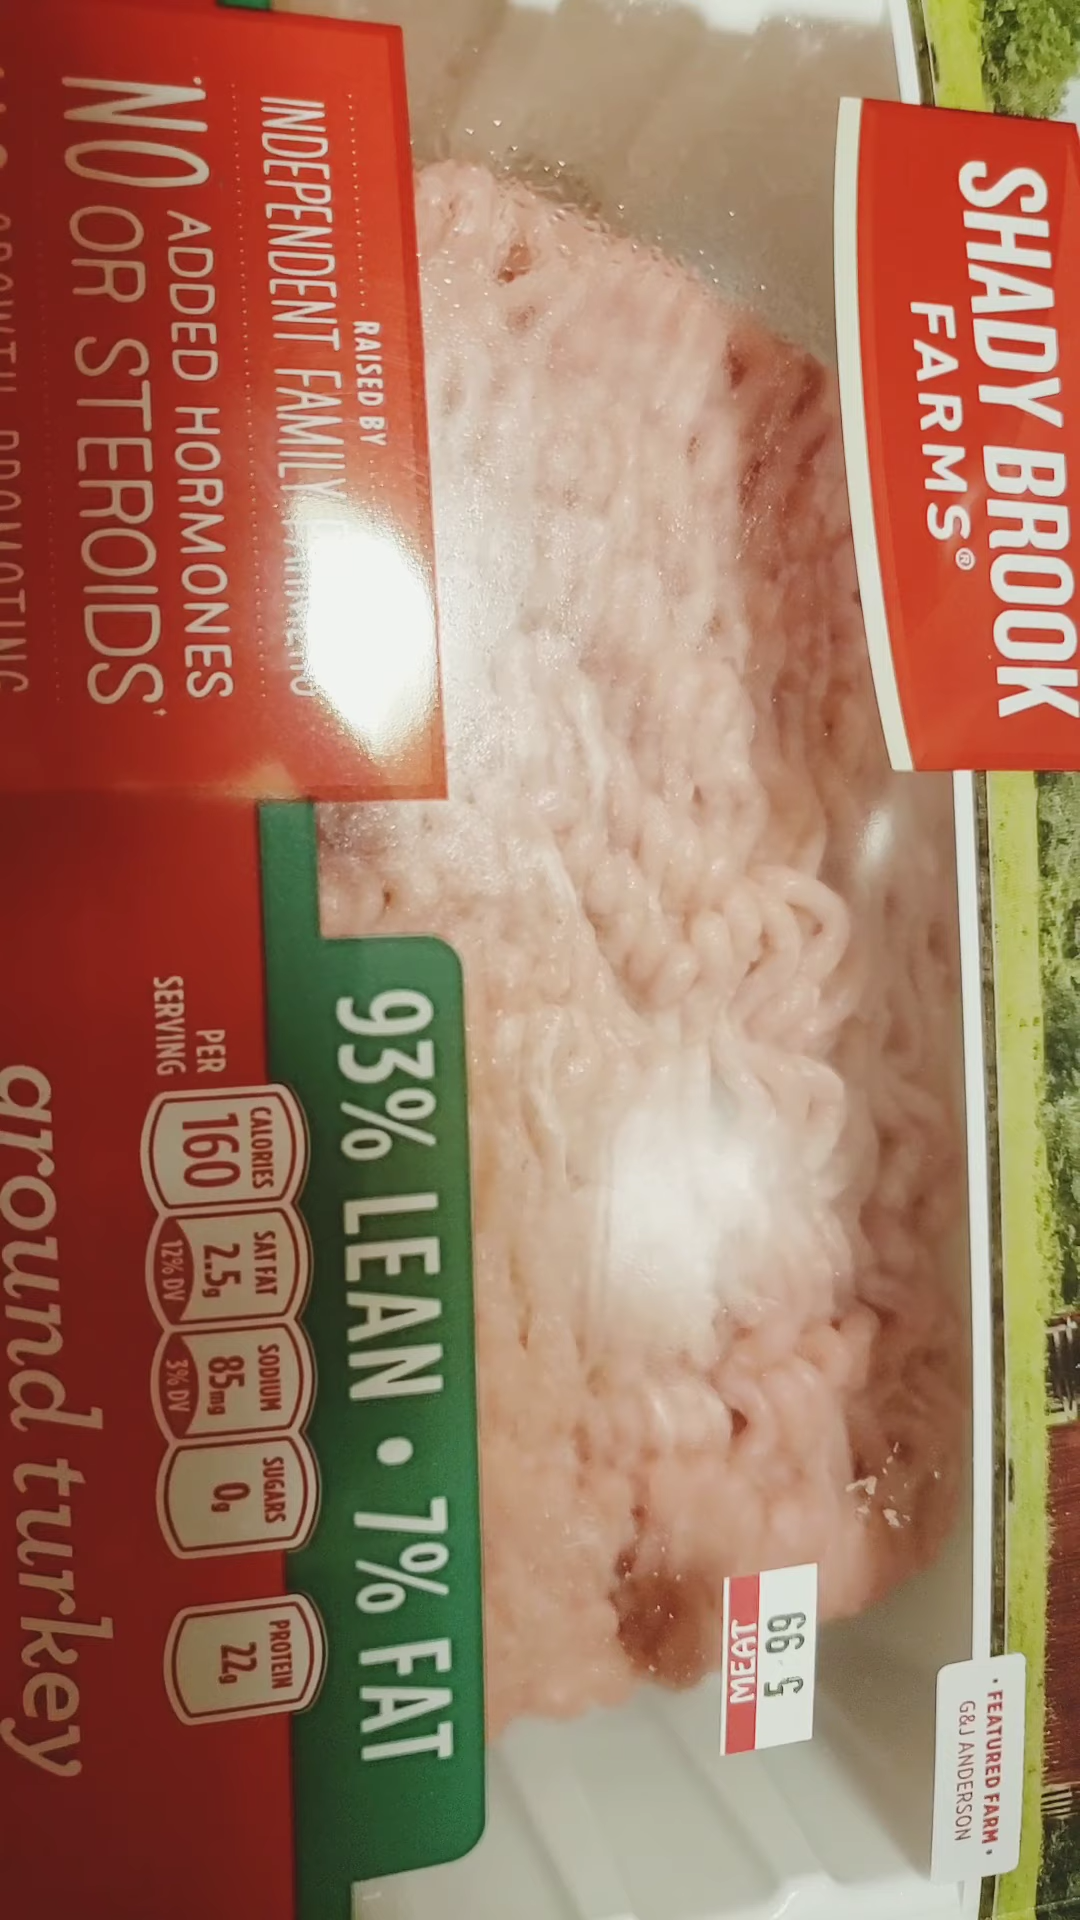 SHADY BROOK
FARMS®
• FEATURED FARM •
G&J ANDERSON
5 99
MEAT
RAISED BY
INDEPENDENT FAMILY
NO ADDED HORMONES
OR STEROIDS†
93% LEAN • 7% FAT
PER
SERVING
CALORIES
160
SAT FAT
2.5g
12% DV
SODIUM
85mg
3% DV
SUGARS
0g
PROTEIN
22g
ground turkey